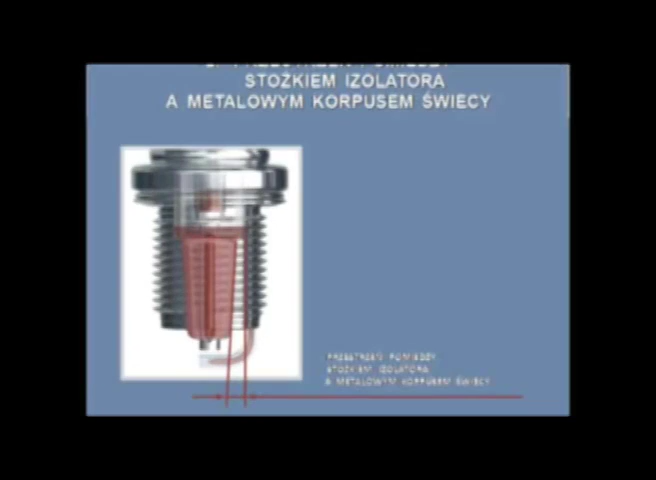 STOŻKIEM IZOLATORA
A METALOWYM KORPUSEM ŚWIECY
PRZESTRZEŃ POMIĘDZY
STOŻKIEM IZOLATORA
A METALOWYM KORPUSEM ŚWIECY